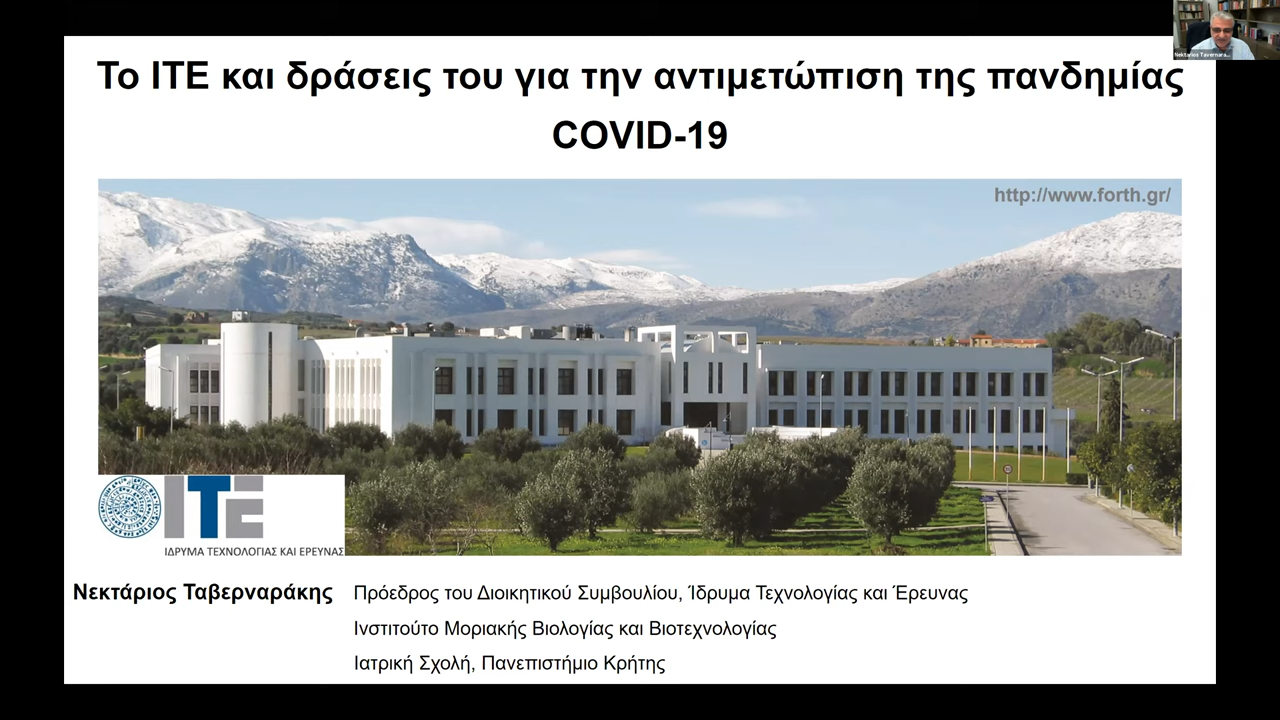 Nektarios Tavernara...
Το ΙΤΕ και δράσεις του για την αντιμετώπιση της πανδημίας
COVID-19
http://www.forth.gr/
ΙΤΕ
ΙΔΡΥΜΑ ΤΕΧΝΟΛΟΓΙΑΣ ΚΑΙ ΕΡΕΥΝΑΣ
Νεκτάριος Ταβερναράκης Πρόεδρος του Διοικητικού Συμβουλίου, Ίδρυμα Τεχνολογίας και Έρευνας
Ινστιτούτο Μοριακής Βιολογίας και Βιοτεχνολογίας
Ιατρική Σχολή, Πανεπιστήμιο Κρήτης